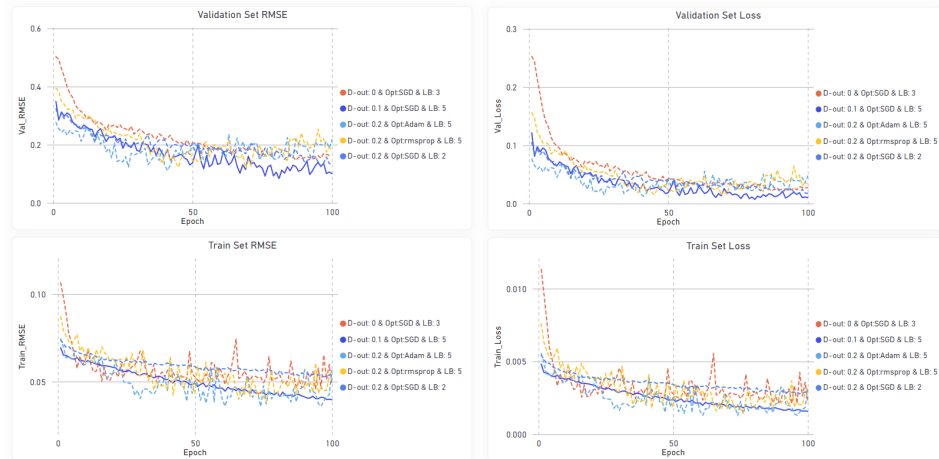 Validation Set RMSE
0.6
0.4
0.2
0.0
Val_RMSE
0
50
100
Epoch
D-out: 0 & Opt:SGD & LB: 3
D-out: 0.1 & Opt:SGD & LB: 5
D-out: 0.2 & Opt:Adam & LB: 5
D-out: 0.2 & Opt:rmsprop & LB: 5
D-out: 0.2 & Opt:SGD & LB: 2
Validation Set Loss
0.3
0.2
0.1
0.0
Val_Loss
0
50
100
Epoch
D-out: 0 & Opt:SGD & LB: 3
D-out: 0.1 & Opt:SGD & LB: 5
D-out: 0.2 & Opt:Adam & LB: 5
D-out: 0.2 & Opt:rmsprop & LB: 5
D-out: 0.2 & Opt:SGD & LB: 2
Train Set RMSE
0.10
0.05
Train_RMSE
0
50
100
Epoch
D-out: 0 & Opt:SGD & LB: 3
D-out: 0.1 & Opt:SGD & LB: 5
D-out: 0.2 & Opt:Adam & LB: 5
D-out: 0.2 & Opt:rmsprop & LB: 5
D-out: 0.2 & Opt:SGD & LB: 2
Train Set Loss
0.010
0.005
0.000
Train_Loss
0
50
100
Epoch
D-out: 0 & Opt:SGD & LB: 3
D-out: 0.1 & Opt:SGD & LB: 5
D-out: 0.2 & Opt:Adam & LB: 5
D-out: 0.2 & Opt:rmsprop & LB: 5
D-out: 0.2 & Opt:SGD & LB: 2